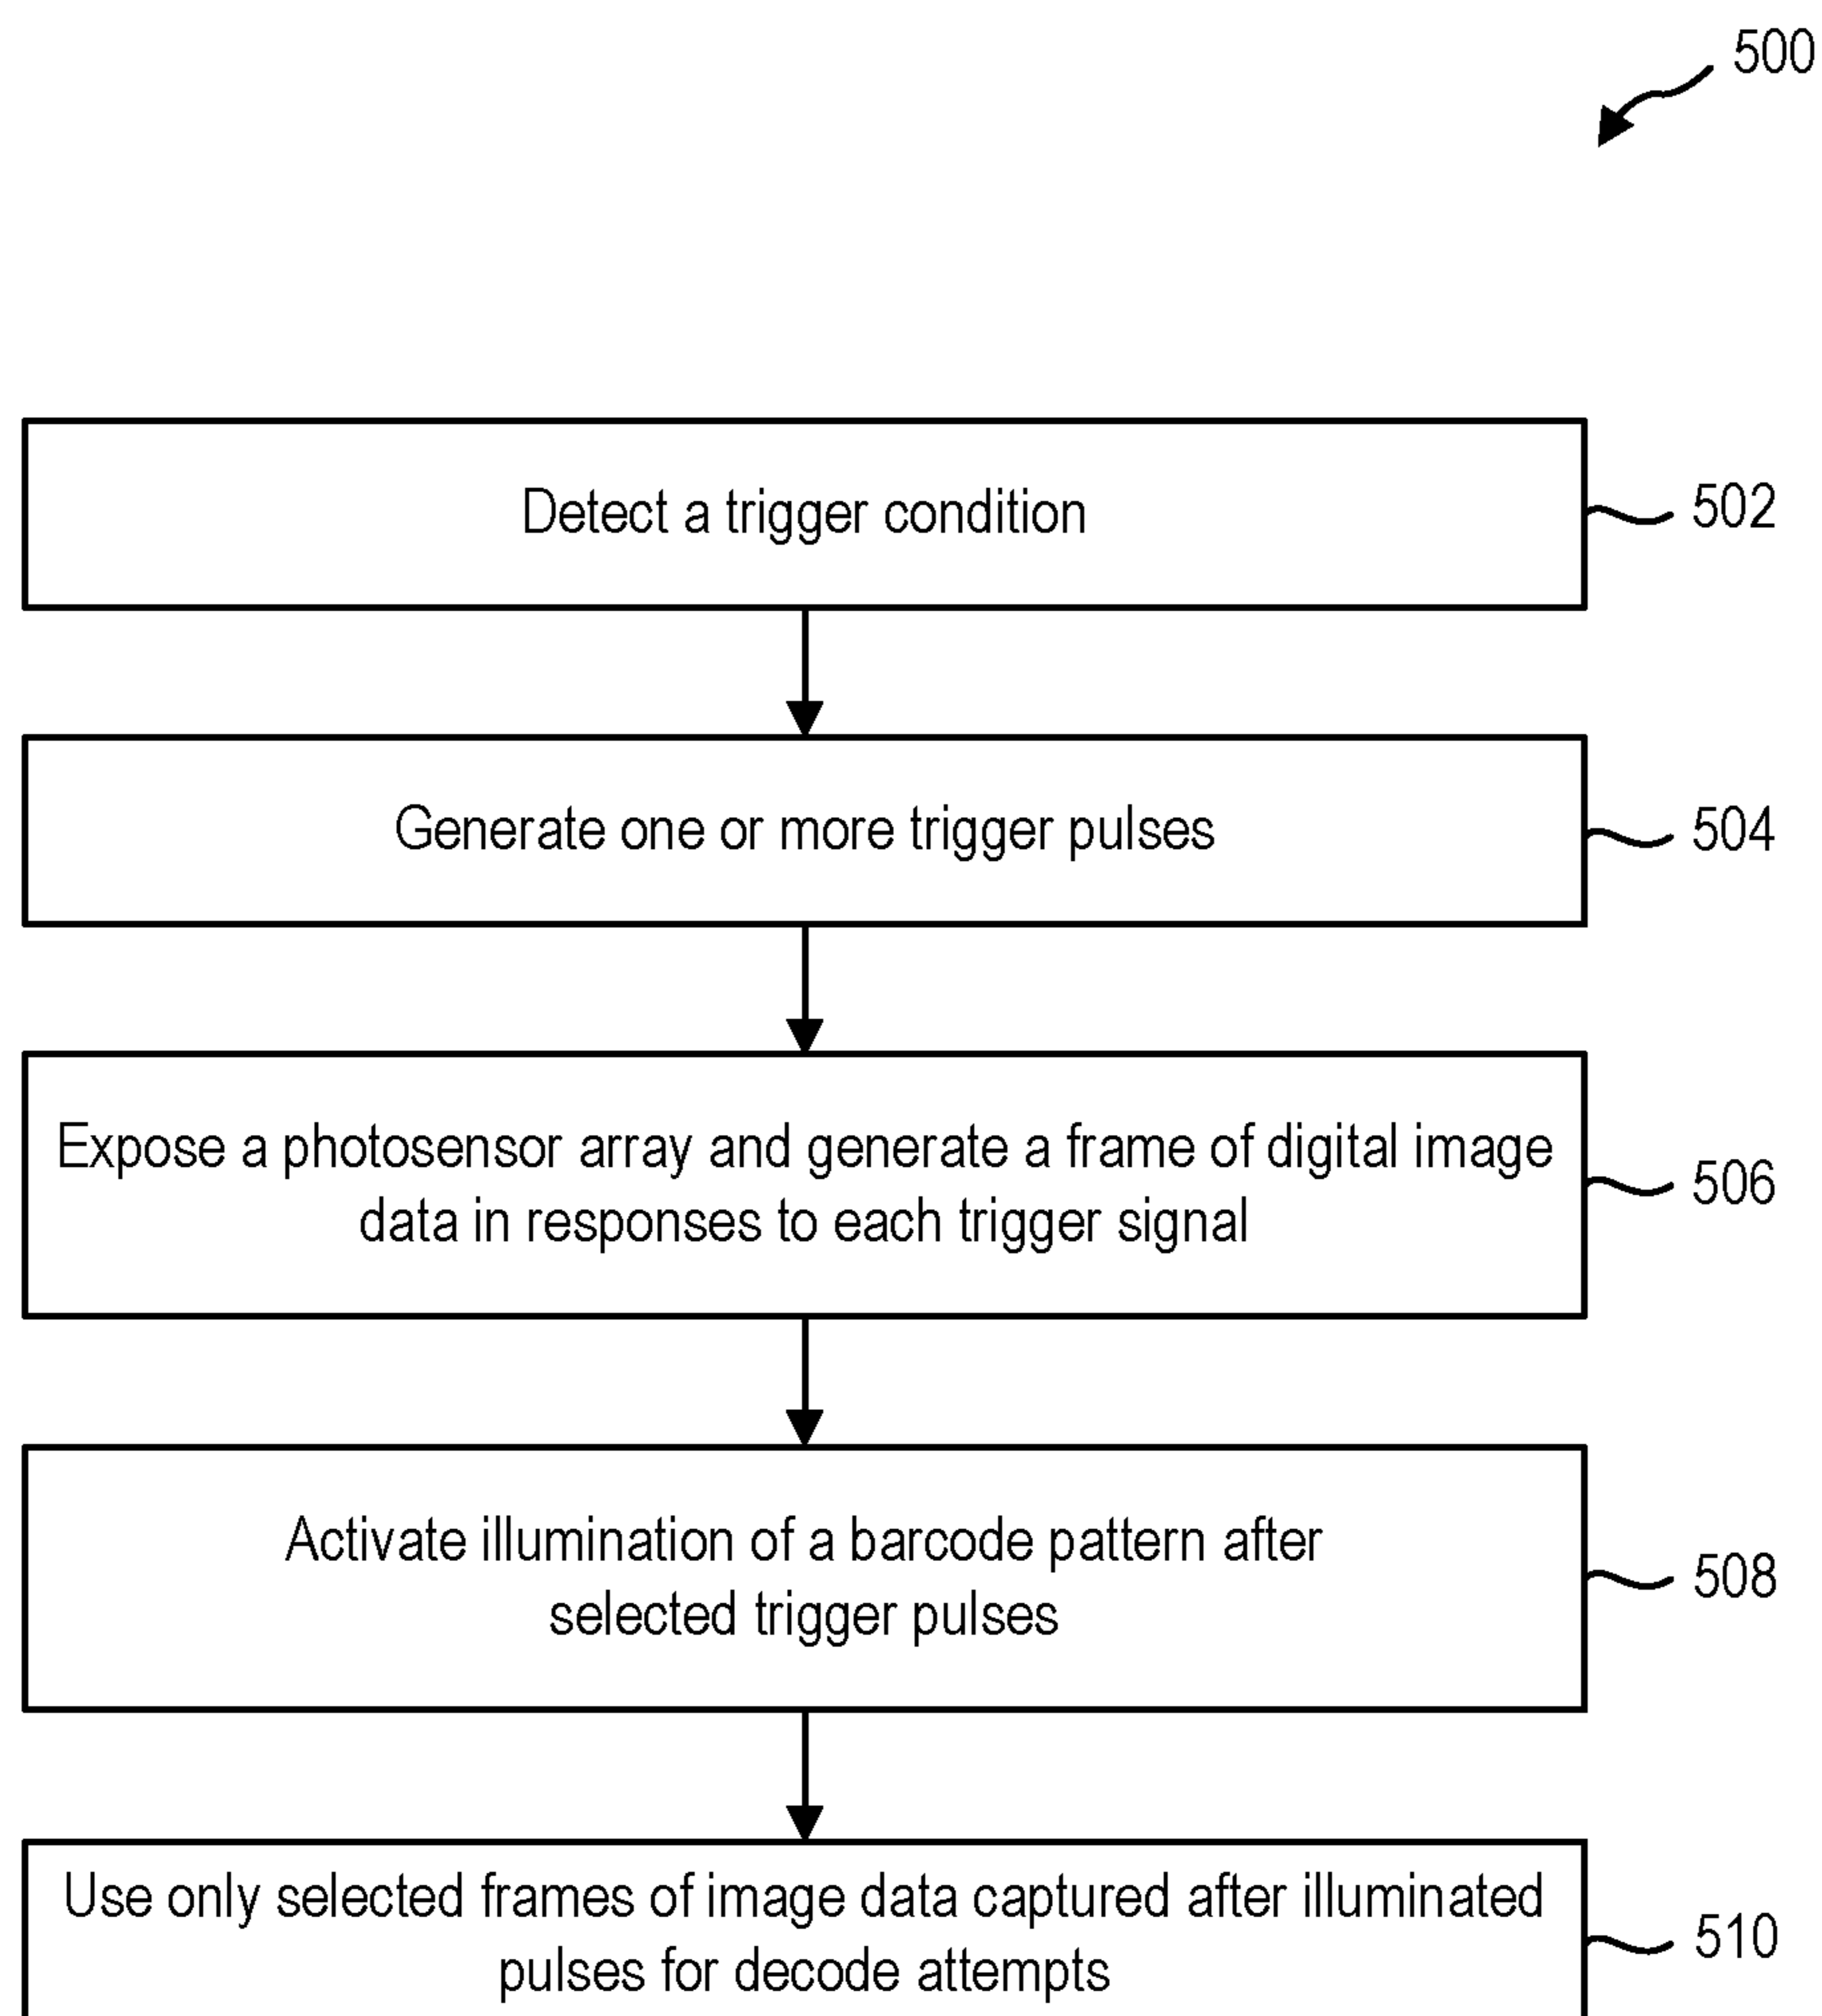 500
Detect a trigger condition
502
Generate one or more trigger pulses
504
Expose a photosensor array and generate a frame of digital image
data in responses to each trigger signal
506
Activate illumination of a barcode pattern after
selected trigger pulses
508
Use only selected frames of image data captured after illuminated
pulses for decode attempts
510